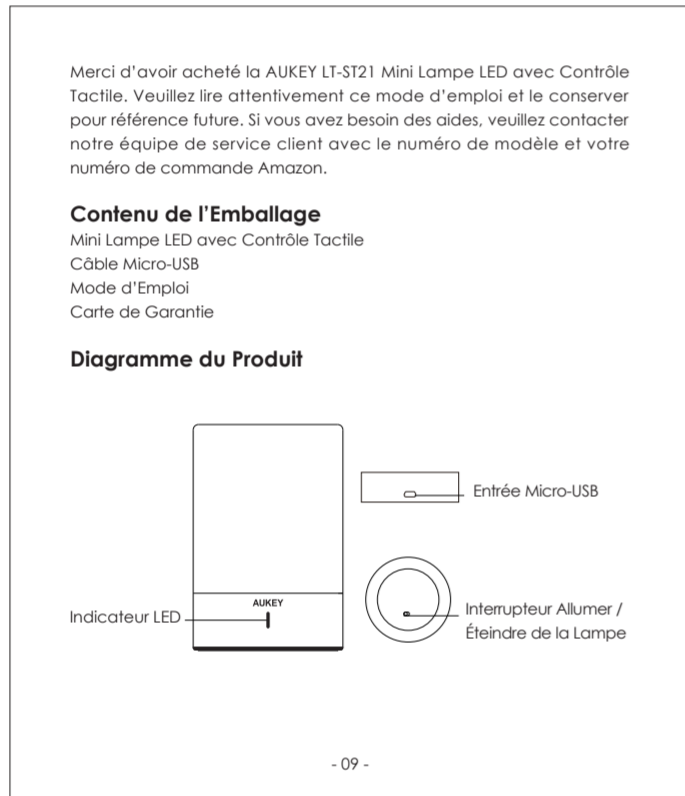 Merci d'avoir acheté la AUKEY LT-ST21 Mini Lampe LED avec Contrôle
Tactile. Veuillez lire attentivement ce mode d'emploi et le conserver
pour référence future. Si vous avez besoin des aides, veuillez contacter
notre équipe de service client avec le numéro de modèle et votre
numéro de commande Amazon.
Contenu de l'Emballage
Mini Lampe LED avec Contrôle Tactile
Câble Micro-USB
Mode d'Emploi
Carte de Garantie
Diagramme du Produit
Entrée Micro-USB
AUKEY
Indicateur LED
Interrupteur Allumer /
Éteindre de la Lampe
- 09 -